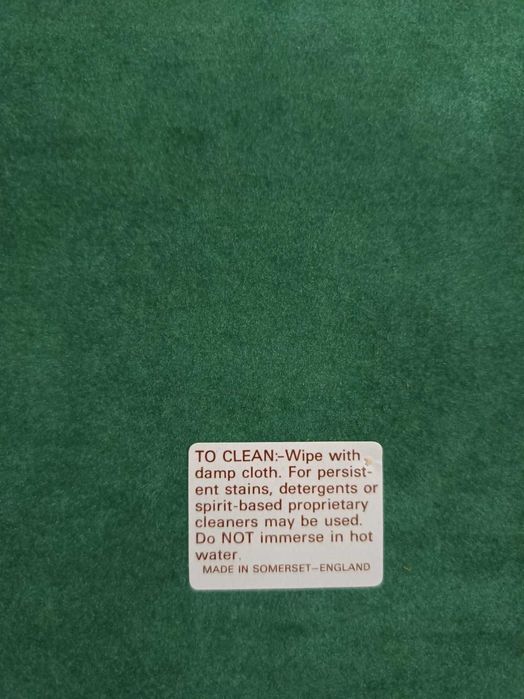 TO CLEAN:-Wipe with
damp cloth. For persist-
ent stains, detergents or
spirit-based proprietary
cleaners may be used.
Do NOT immerse in hot
water.
MADE IN SOMERSET-ENGLAND